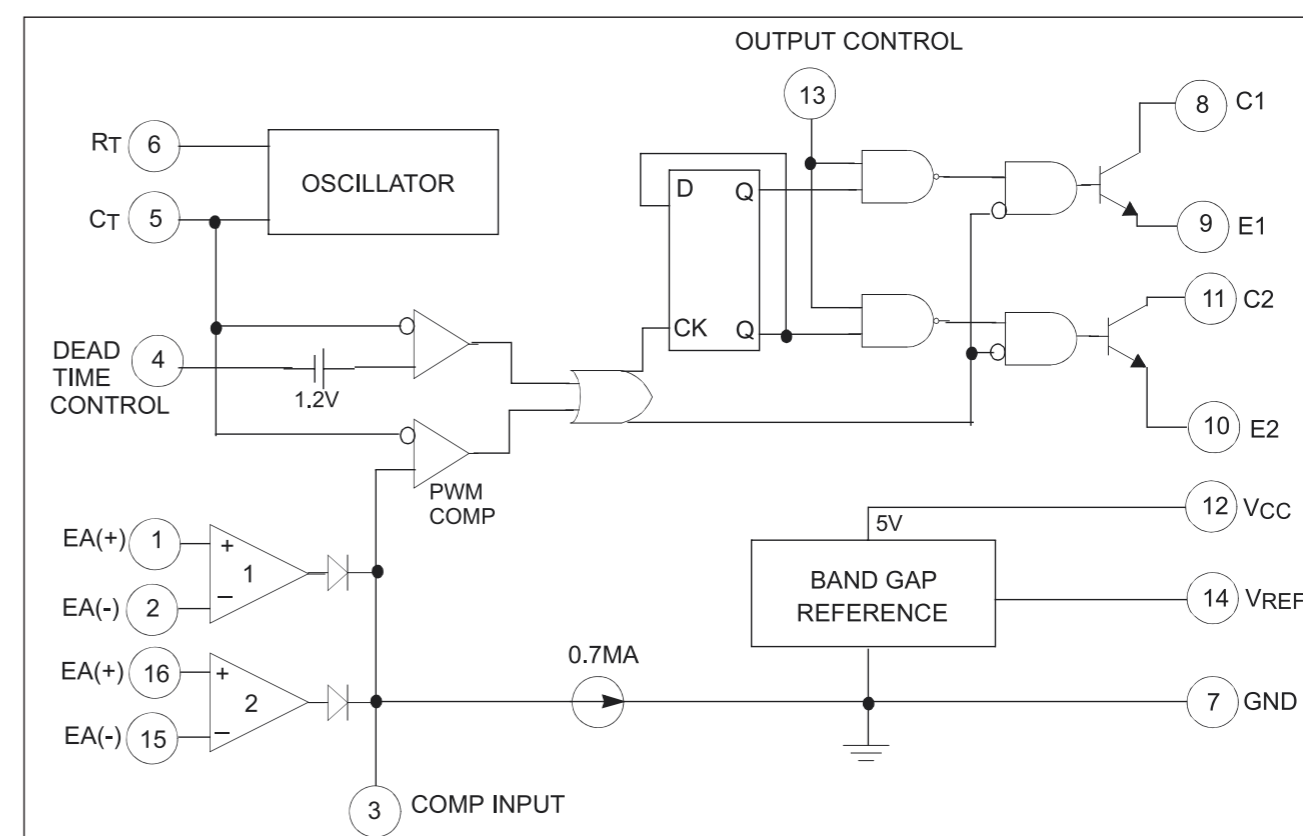 OUTPUT CONTROL
13
8 C1
RT 6
OSCILLATOR
D Q
CT 5
9 E1
11 C2
DEAD
TIME
CONTROL
4
1.2V
CK Q
10 E2
PWM
COMP
12 VCC
5V
EA(+) 1
+
1
−
EA(-) 2
BAND GAP
REFERENCE
14 VREF
EA(+) 16
+
2
−
EA(-) 15
0.7MA
7 GND
3 COMP INPUT